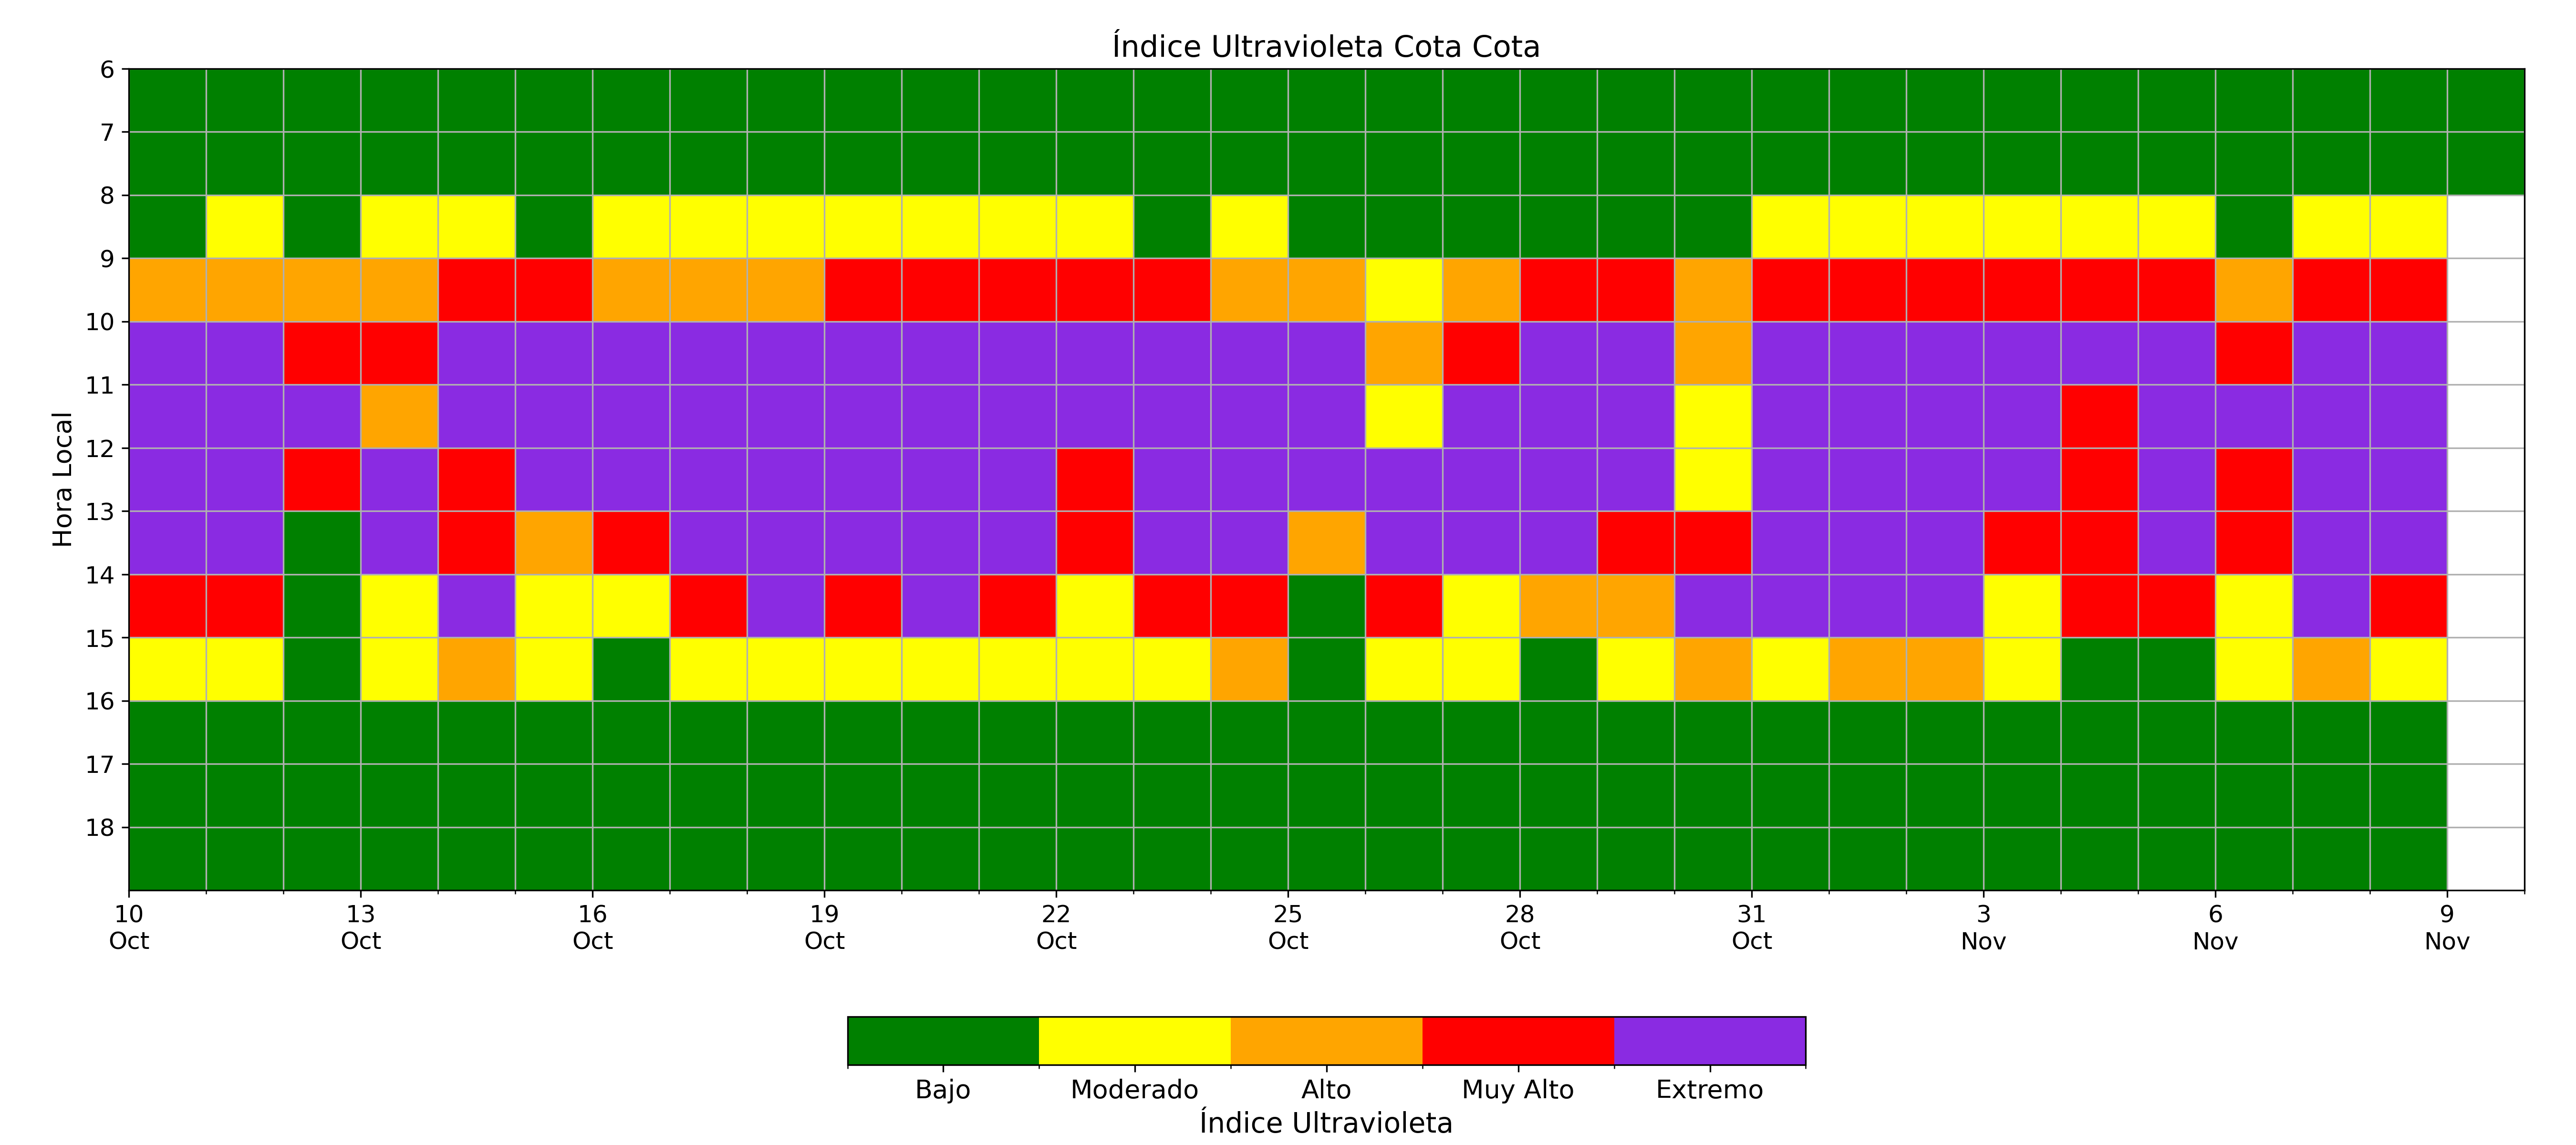 Índice Ultravioleta Cota Cota
Hora Local
6
7
8
9
10
11
12
13
14
15
16
17
18
10 13 16 19 22 25 28 31 3 6 9
Oct Oct Oct Oct Oct Oct Oct Oct Nov Nov Nov
Bajo Moderado Alto Muy Alto Extremo
Índice Ultravioleta